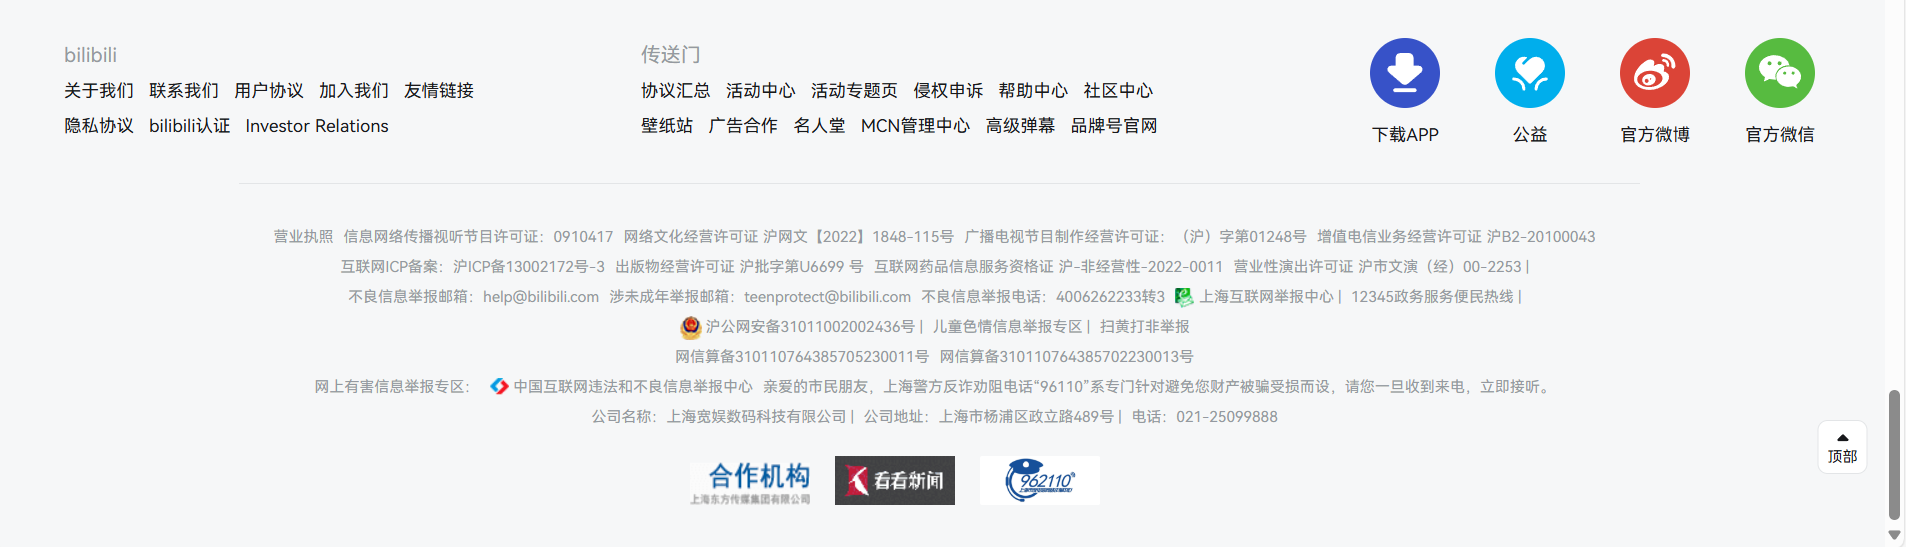 bilibili
关于我们 联系我们 用户协议 加入我们 友情链接
隐私协议 bilibili认证 Investor Relations
传送门
协议汇总 活动中心 活动专题页 侵权申诉 帮助中心 社区中心
壁纸站 广告合作 名人堂 MCN管理中心 高级弹幕 品牌号官网
下载APP 公益 官方微博 官方微信
营业执照 信息网络传播视听节目许可证：0910417 网络文化经营许可证 沪网文【2022】1848-115号 广播电视节目制作经营许可证：（沪）字第01248号 增值电信业务经营许可证 沪B2-20100043
互联网ICP备案：沪ICP备13002172号-3 出版物经营许可证 沪批字第U6699 号 互联网药品信息服务资格证 沪-非经营性-2022-0011 营业性演出许可证 沪市文演（经）00-2253 |
不良信息举报邮箱：help@bilibili.com 涉未成年举报邮箱：teenprotect@bilibili.com 不良信息举报电话：4006262233转3 上海互联网举报中心 | 12345政务服务便民热线 |
沪公网安备31011002002436号 | 儿童色情信息举报专区 | 扫黄打非举报
网信算备310110764385705230011号 网信算备310110764385702230013号
网上有害信息举报专区： 中国互联网违法和不良信息举报中心 亲爱的市民朋友，上海警方反诈劝阻电话“96110”系专门针对避免您财产被骗受损而设，请您一旦收到来电，立即接听。
公司名称：上海宽娱数码科技有限公司 | 公司地址：上海市杨浦区政立路489号 | 电话：021-25099888
顶部
合作机构
上海东方传媒集团有限公司
看看新闻
962110